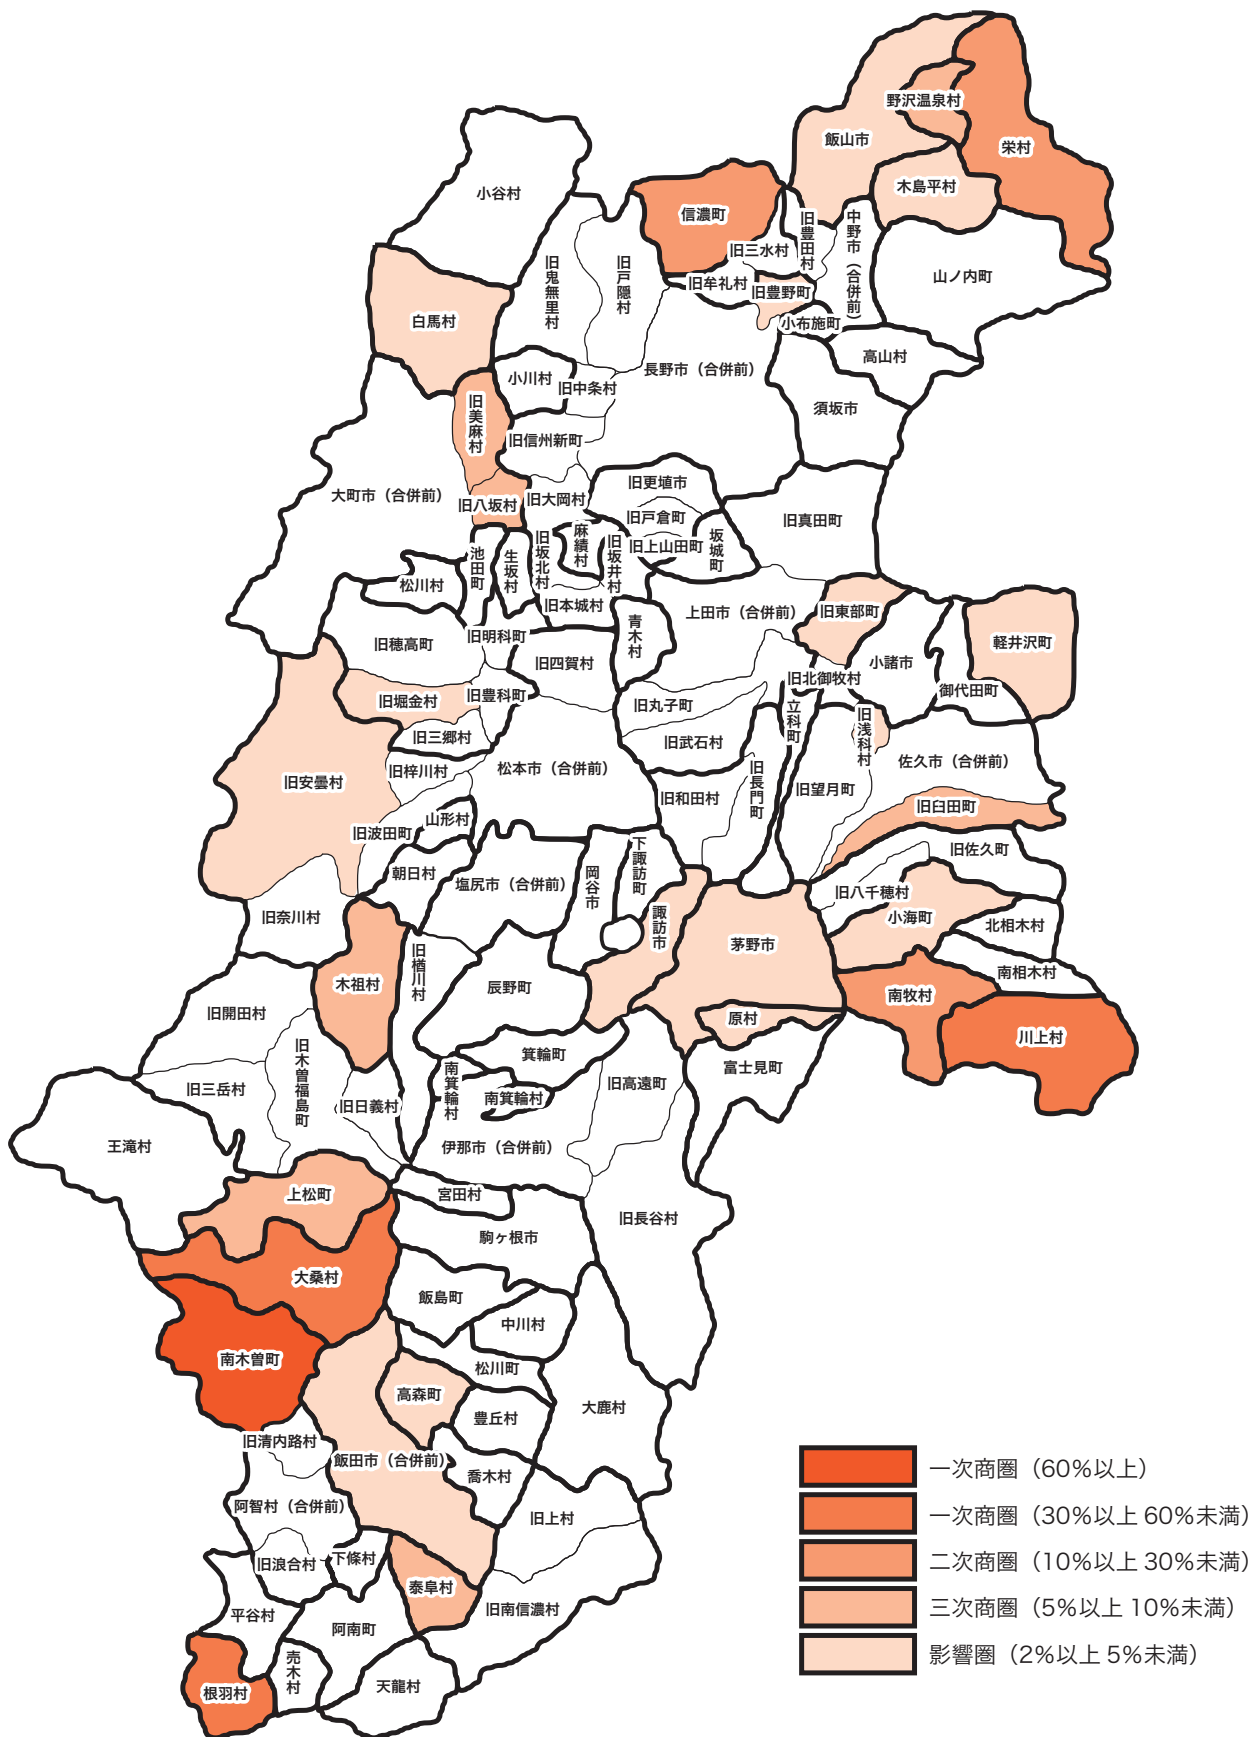 野沢温泉村
飯山市
栄村
木島平村
小谷村
信濃町
旧豊田村
中野市（合併前）
旧三水村
旧鬼無里村
旧戸隠村
山ノ内町
旧牟礼村
旧豊野町
白馬村
小布施町
高山村
長野市（合併前）
小川村
旧中条村
旧美麻村
須坂市
旧信州新町
旧更埴市
大町市（合併前）
旧八坂村
旧大岡村
旧戸倉町
旧真田町
麻績村
旧坂北村
旧坂井村
旧上山田町
坂城町
池田町
生坂村
松川村
旧本城村
青木村
上田市（合併前）
旧東部町
旧穂高町
旧明科町
旧四賀村
軽井沢町
小諸市
旧北御牧村
御代田町
旧堀金村
旧豊科町
旧丸子町
立科町
旧浅科村
旧三郷村
旧武石村
佐久市（合併前）
旧梓川村
松本市（合併前）
旧安曇村
旧和田村
旧長門町
旧望月町
旧臼田町
旧波田町
山形村
旧佐久町
朝日村
塩尻市（合併前）
岡谷市
下諏訪町
旧八千穂村
旧奈川村
諏訪市
小海町
北相木村
茅野市
旧楢川村
南相木村
木祖村
辰野町
南牧村
旧開田村
原村
川上村
旧木曽福島町
箕輪町
富士見町
旧三岳村
南箕輪村
旧高遠町
南箕輪村
旧日義村
王滝村
伊那市（合併前）
上松町
宮田村
旧長谷村
駒ヶ根市
大桑村
飯島町
中川村
南木曽町
松川町
高森町
大鹿村
豊丘村
旧清内路村
飯田市（合併前）
喬木村
阿智村（合併前）
旧上村
旧浪合村
下條村
泰阜村
旧南信濃村
平谷村
阿南町
売木村
天龍村
根羽村
一次商圏（60％以上）
一次商圏（30％以上 60％未満）
二次商圏（10％以上 30％未満）
三次商圏（5％以上 10％未満）
影響圏（2％以上 5％未満）